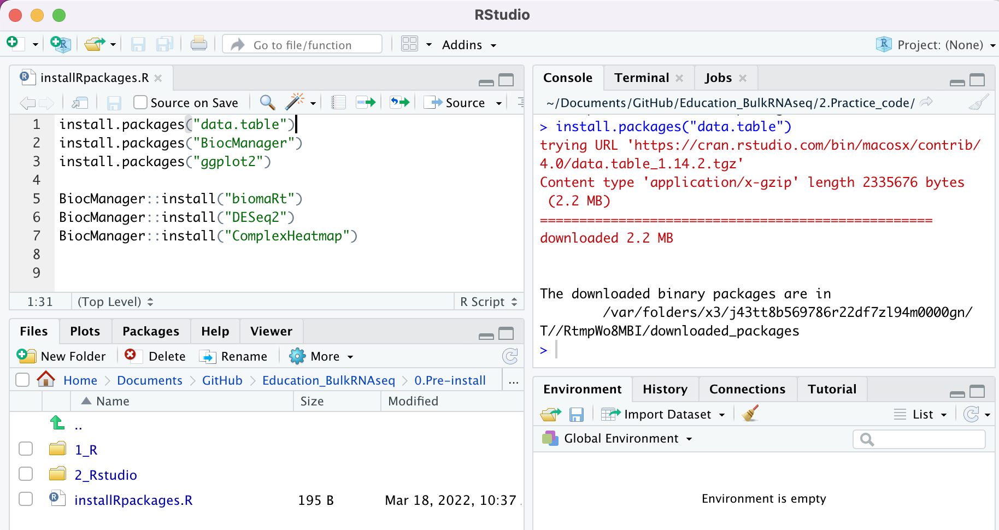 RStudio
Go to file/function
Addins
Project: (None)
installRpackages.R
Source on Save
Source
1 install.packages("data.table")
2 install.packages("BiocManager")
3 install.packages("ggplot2")
4
5 BiocManager::install("biomaRt")
6 BiocManager::install("DESeq2")
7 BiocManager::install("ComplexHeatmap")
8
9
1:31 (Top Level) R Script
Files Plots Packages Help Viewer
New Folder Delete Rename More
Home Documents GitHub Education_BulkRNAseq 0.Pre-install ...
Name Size Modified
..
1_R
2_Rstudio
installRpackages.R 195 B Mar 18, 2022, 10:37
Console Terminal Jobs
~/Documents/GitHub/Education_BulkRNAseq/2.Practice_code/
> install.packages("data.table")
trying URL 'https://cran.rstudio.com/bin/macosx/contrib/
4.0/data.table_1.14.2.tgz'
Content type 'application/x-gzip' length 2335676 bytes
(2.2 MB)
==================================================
downloaded 2.2 MB
The downloaded binary packages are in
/var/folders/x3/j43tt8b569786r22df7zl94m0000gn/
T//RtmpWo8MBI/downloaded_packages
>
Environment History Connections Tutorial
Import Dataset List
Global Environment
Environment is empty